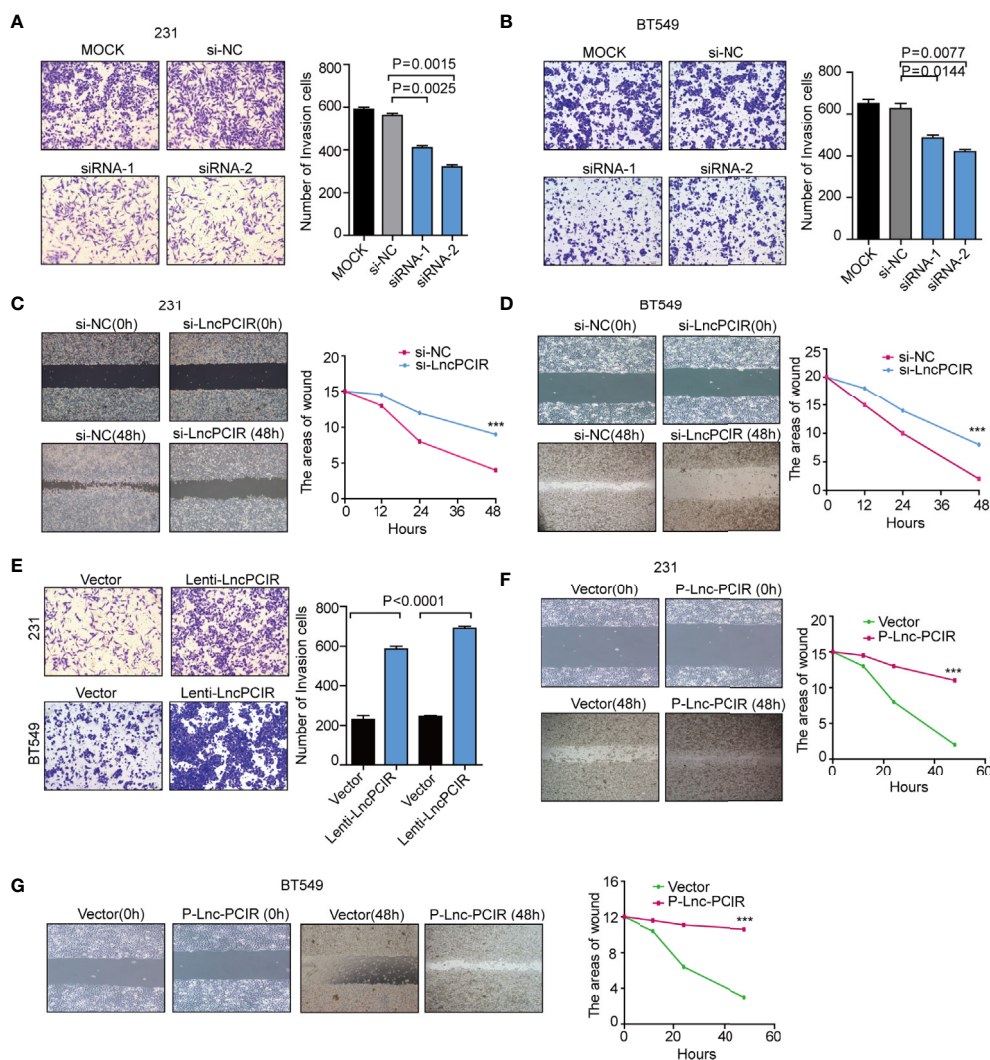 A
231
MOCK
si-NC
siRNA-1
siRNA-2
Number of Invasion cells
800
600
400
200
0
P=0.0015
P=0.0025
MOCK
si-NC
siRNA-1
siRNA-2
B
BT549
MOCK
si-NC
siRNA-1
siRNA-2
Number of Invasion cells
800
600
400
200
0
P=0.0077
P=0.0144
MOCK
si-NC
siRNA-1
siRNA-2
C
231
si-NC(0h)
si-LncPCIR(0h)
si-NC(48h)
si-LncPCIR (48h)
si-NC
si-LncPCIR
The areas of wound
20
15
10
5
0
***
0 12 24 36 48
Hours
D
BT549
si-NC(0h)
si-LncPCIR(0h)
si-NC(48h)
si-LncPCIR (48h)
si-NC
si-LncPCIR
The areas of wound
25
20
15
10
5
0
***
0 12 24 36 48
Hours
E
Vector
Lenti-LncPCIR
231
Vector
Lenti-LncPCIR
BT549
Number of Invasion cells
800
600
400
200
0
P<0.0001
Vector
Lenti-LncPCIR
Vector
Lenti-LncPCIR
F
231
Vector(0h)
P-Lnc-PCIR (0h)
Vector(48h)
P-Lnc-PCIR (48h)
Vector
P-Lnc-PCIR
The areas of wound
20
15
10
5
0
***
0 20 40 60
Hours
G
BT549
Vector(0h)
P-Lnc-PCIR (0h)
Vector(48h)
P-Lnc-PCIR (48h)
Vector
P-Lnc-PCIR
The areas of wound
16
12
8
4
0
***
0 20 40 60
Hours